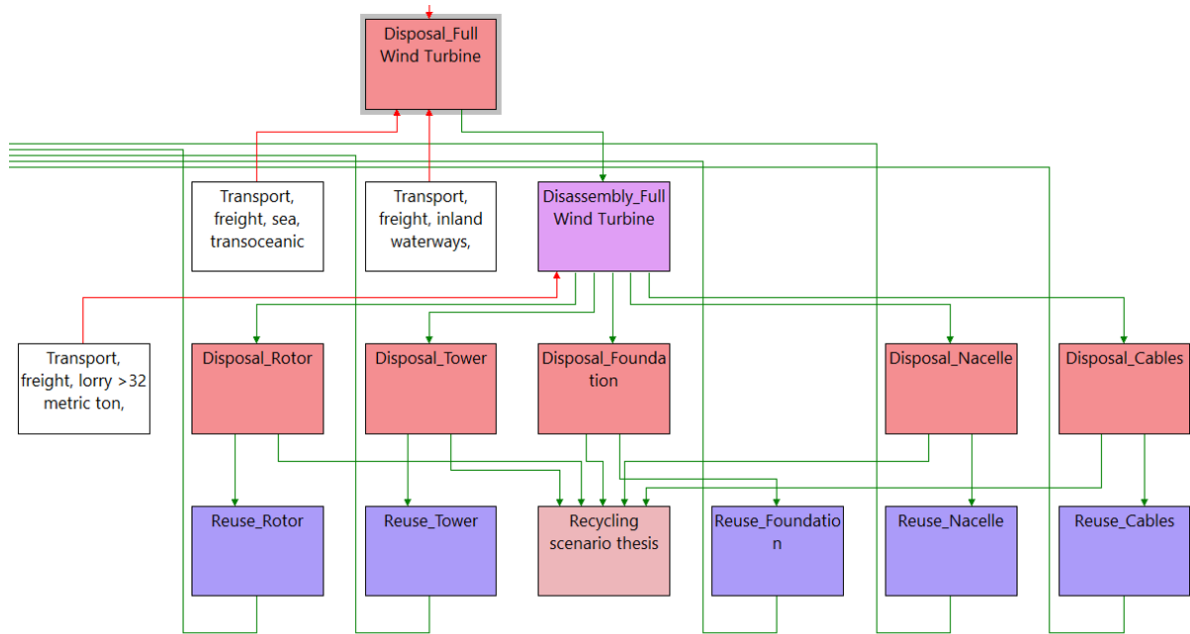 Disposal_Full
Wind Turbine
Transport,
freight, sea,
transoceanic
Transport,
freight, inland
waterways,
Disassembly_Full
Wind Turbine
Transport,
freight, lorry >32
metric ton,
Disposal_Rotor
Disposal_Tower
Disposal_Founda
tion
Disposal_Nacelle
Disposal_Cables
Reuse_Rotor
Reuse_Tower
Recycling
scenario thesis
Reuse_Foundatio
n
Reuse_Nacelle
Reuse_Cables